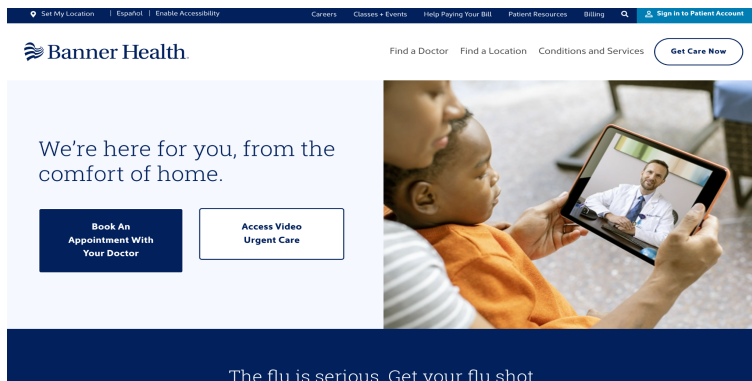 Set My Location | Español | Enable Accessibility Careers Classes + Events Help Paying Your Bill Patient Resources Billing Sign in to Patient Account
Banner Health. Find a Doctor Find a Location Conditions and Services Get Care Now
We're here for you, from the
comfort of home.
Book An
Appointment With
Your Doctor
Access Video
Urgent Care
The flu is serious. Get your flu shot